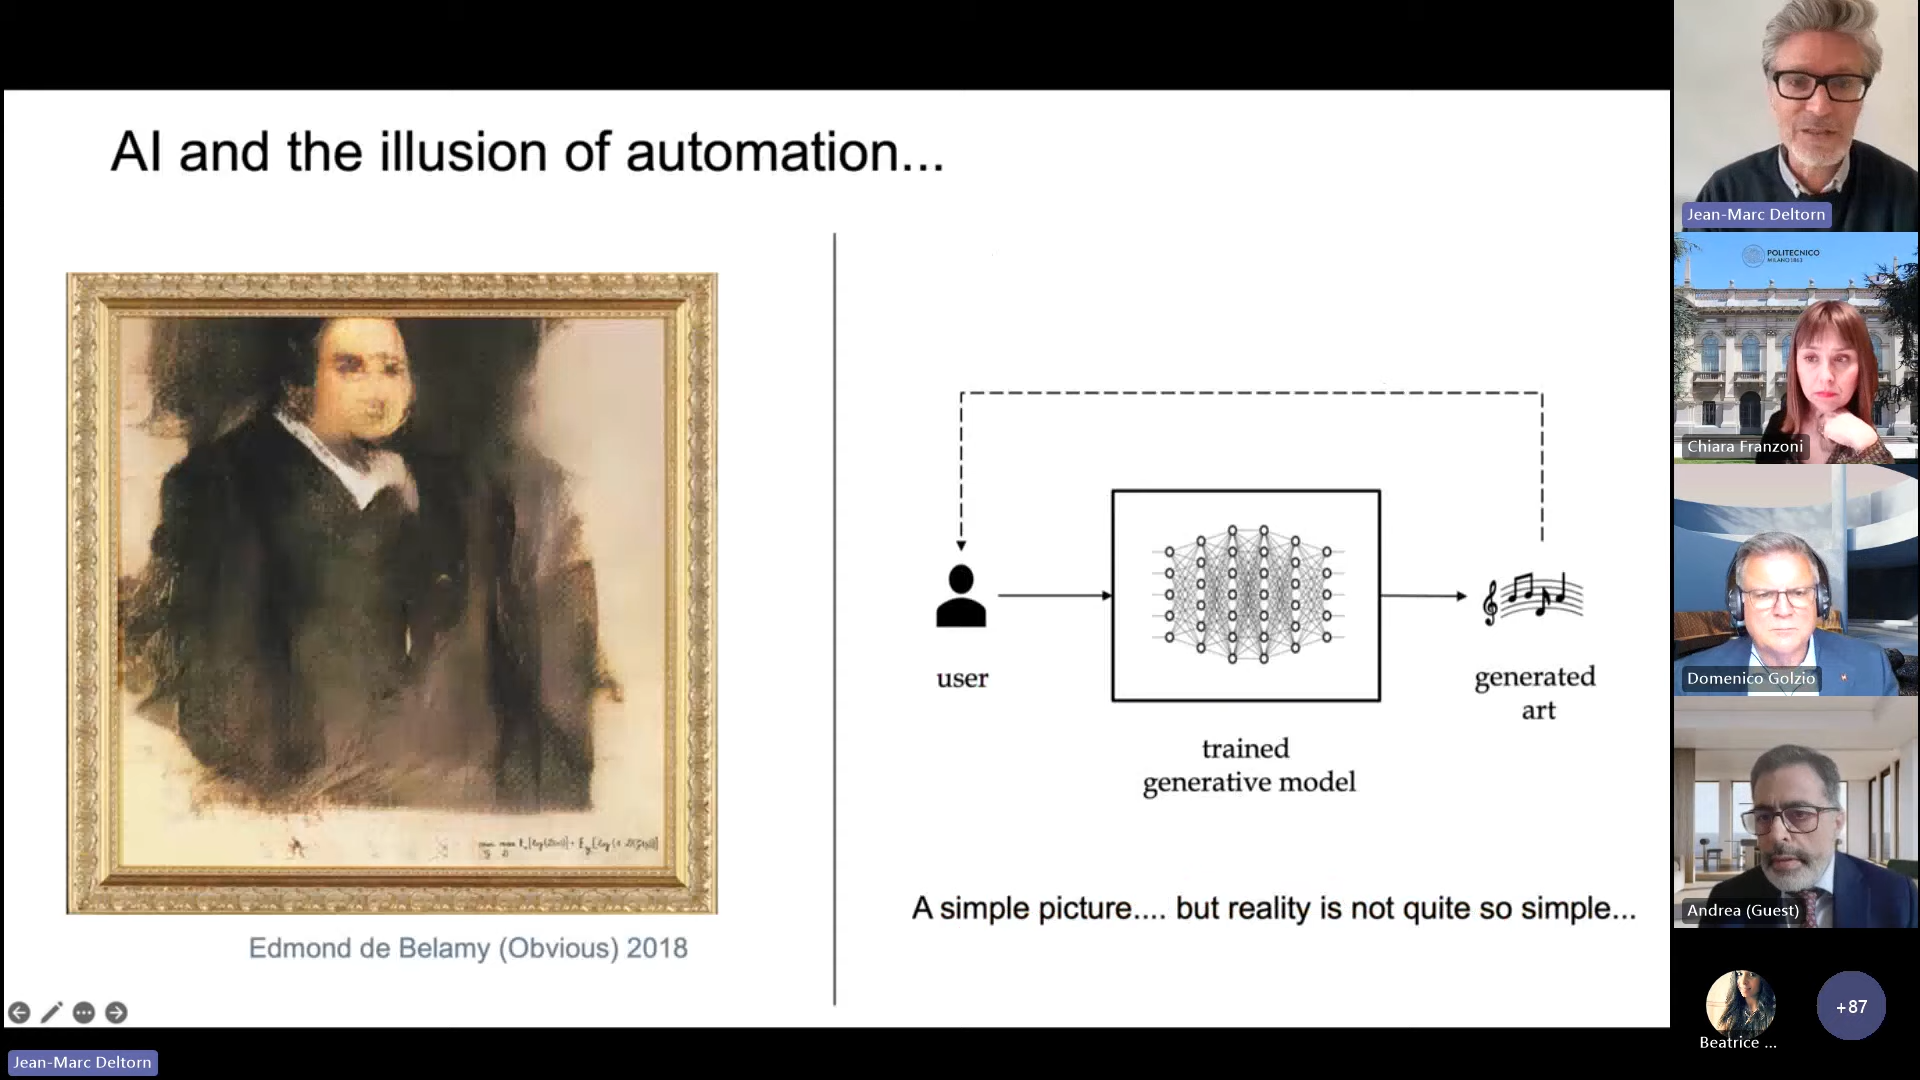 AI and the illusion of automation...
Edmond de Belamy (Obvious) 2018
user
trained
generative model
generated
art
A simple picture.... but reality is not quite so simple...
Jean-Marc Deltorn
Jean-Marc Deltorn
POLITECNICO
MILANO 1863
Chiara Franzoni
Domenico Golzio
Andrea (Guest)
Beatrice ...
+87